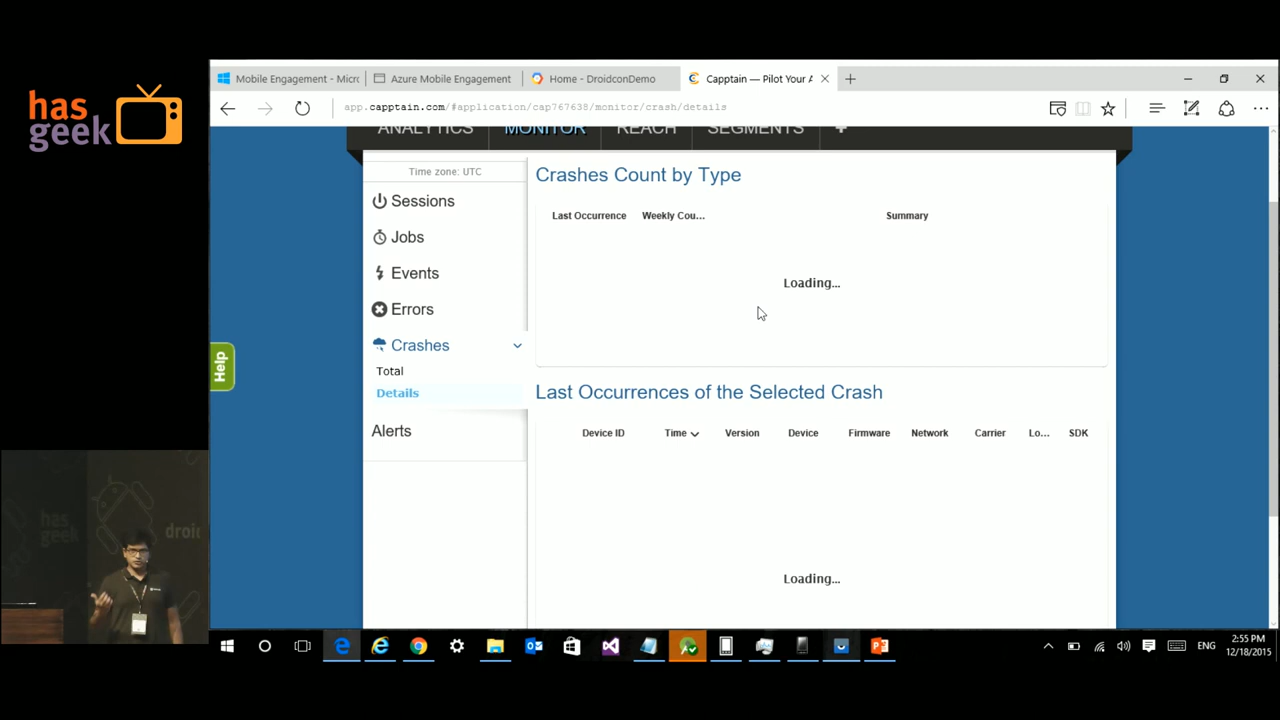 has
geek
Mobile Engagement - Micro
Azure Mobile Engagement
Home - DroidconDemo
Capptain — Pilot Your A
app.capptain.com/#application/cap767638/monitor/crash/details
ANALYTICS
MONITOR
REACH
SEGMENTS
Time zone: UTC
Sessions
Jobs
Events
Errors
Crashes
Total
Details
Alerts
Help
Crashes Count by Type
Last Occurrence
Weekly Cou...
Summary
Loading...
Last Occurrences of the Selected Crash
Device ID
Time
Version
Device
Firmware
Network
Carrier
Lo...
SDK
Loading...
has
geek
droid
ENG
2:55 PM
12/18/2015